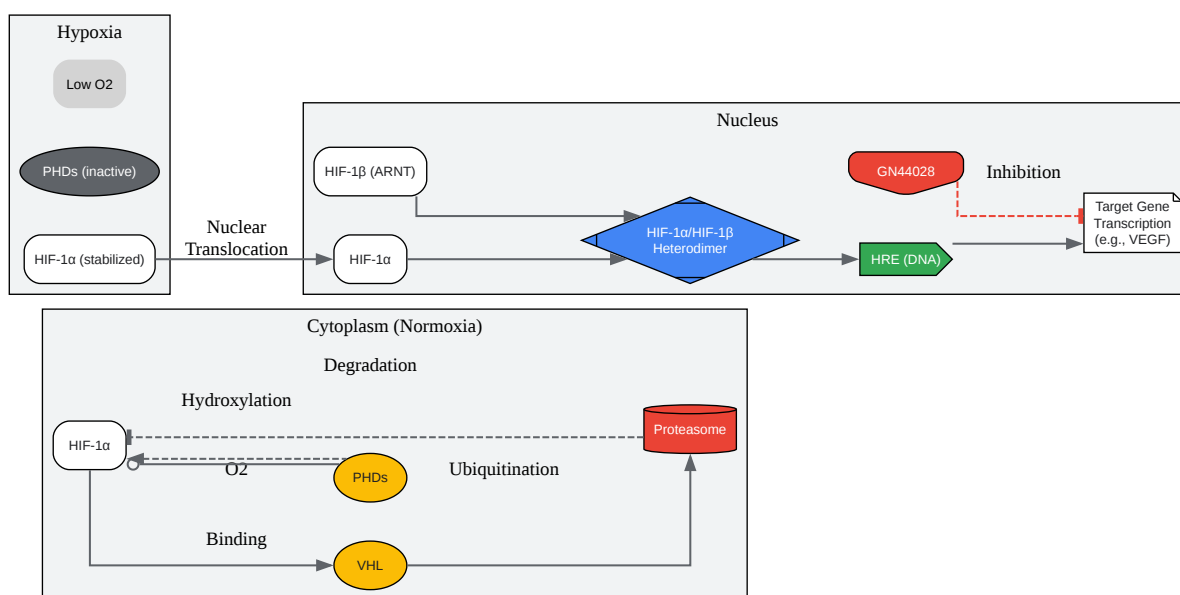 Hypoxia
Low O2
PHDs (inactive)
HIF-1α (stabilized)
Nuclear
Translocation
Nucleus
HIF-1β (ARNT)
HIF-1α
HIF-1α/HIF-1β
Heterodimer
GN44028
Inhibition
HRE (DNA)
Target Gene
Transcription
(e.g., VEGF)
Cytoplasm (Normoxia)
Degradation
Hydroxylation
HIF-1α
Proteasome
O2
PHDs
Ubiquitination
Binding
VHL